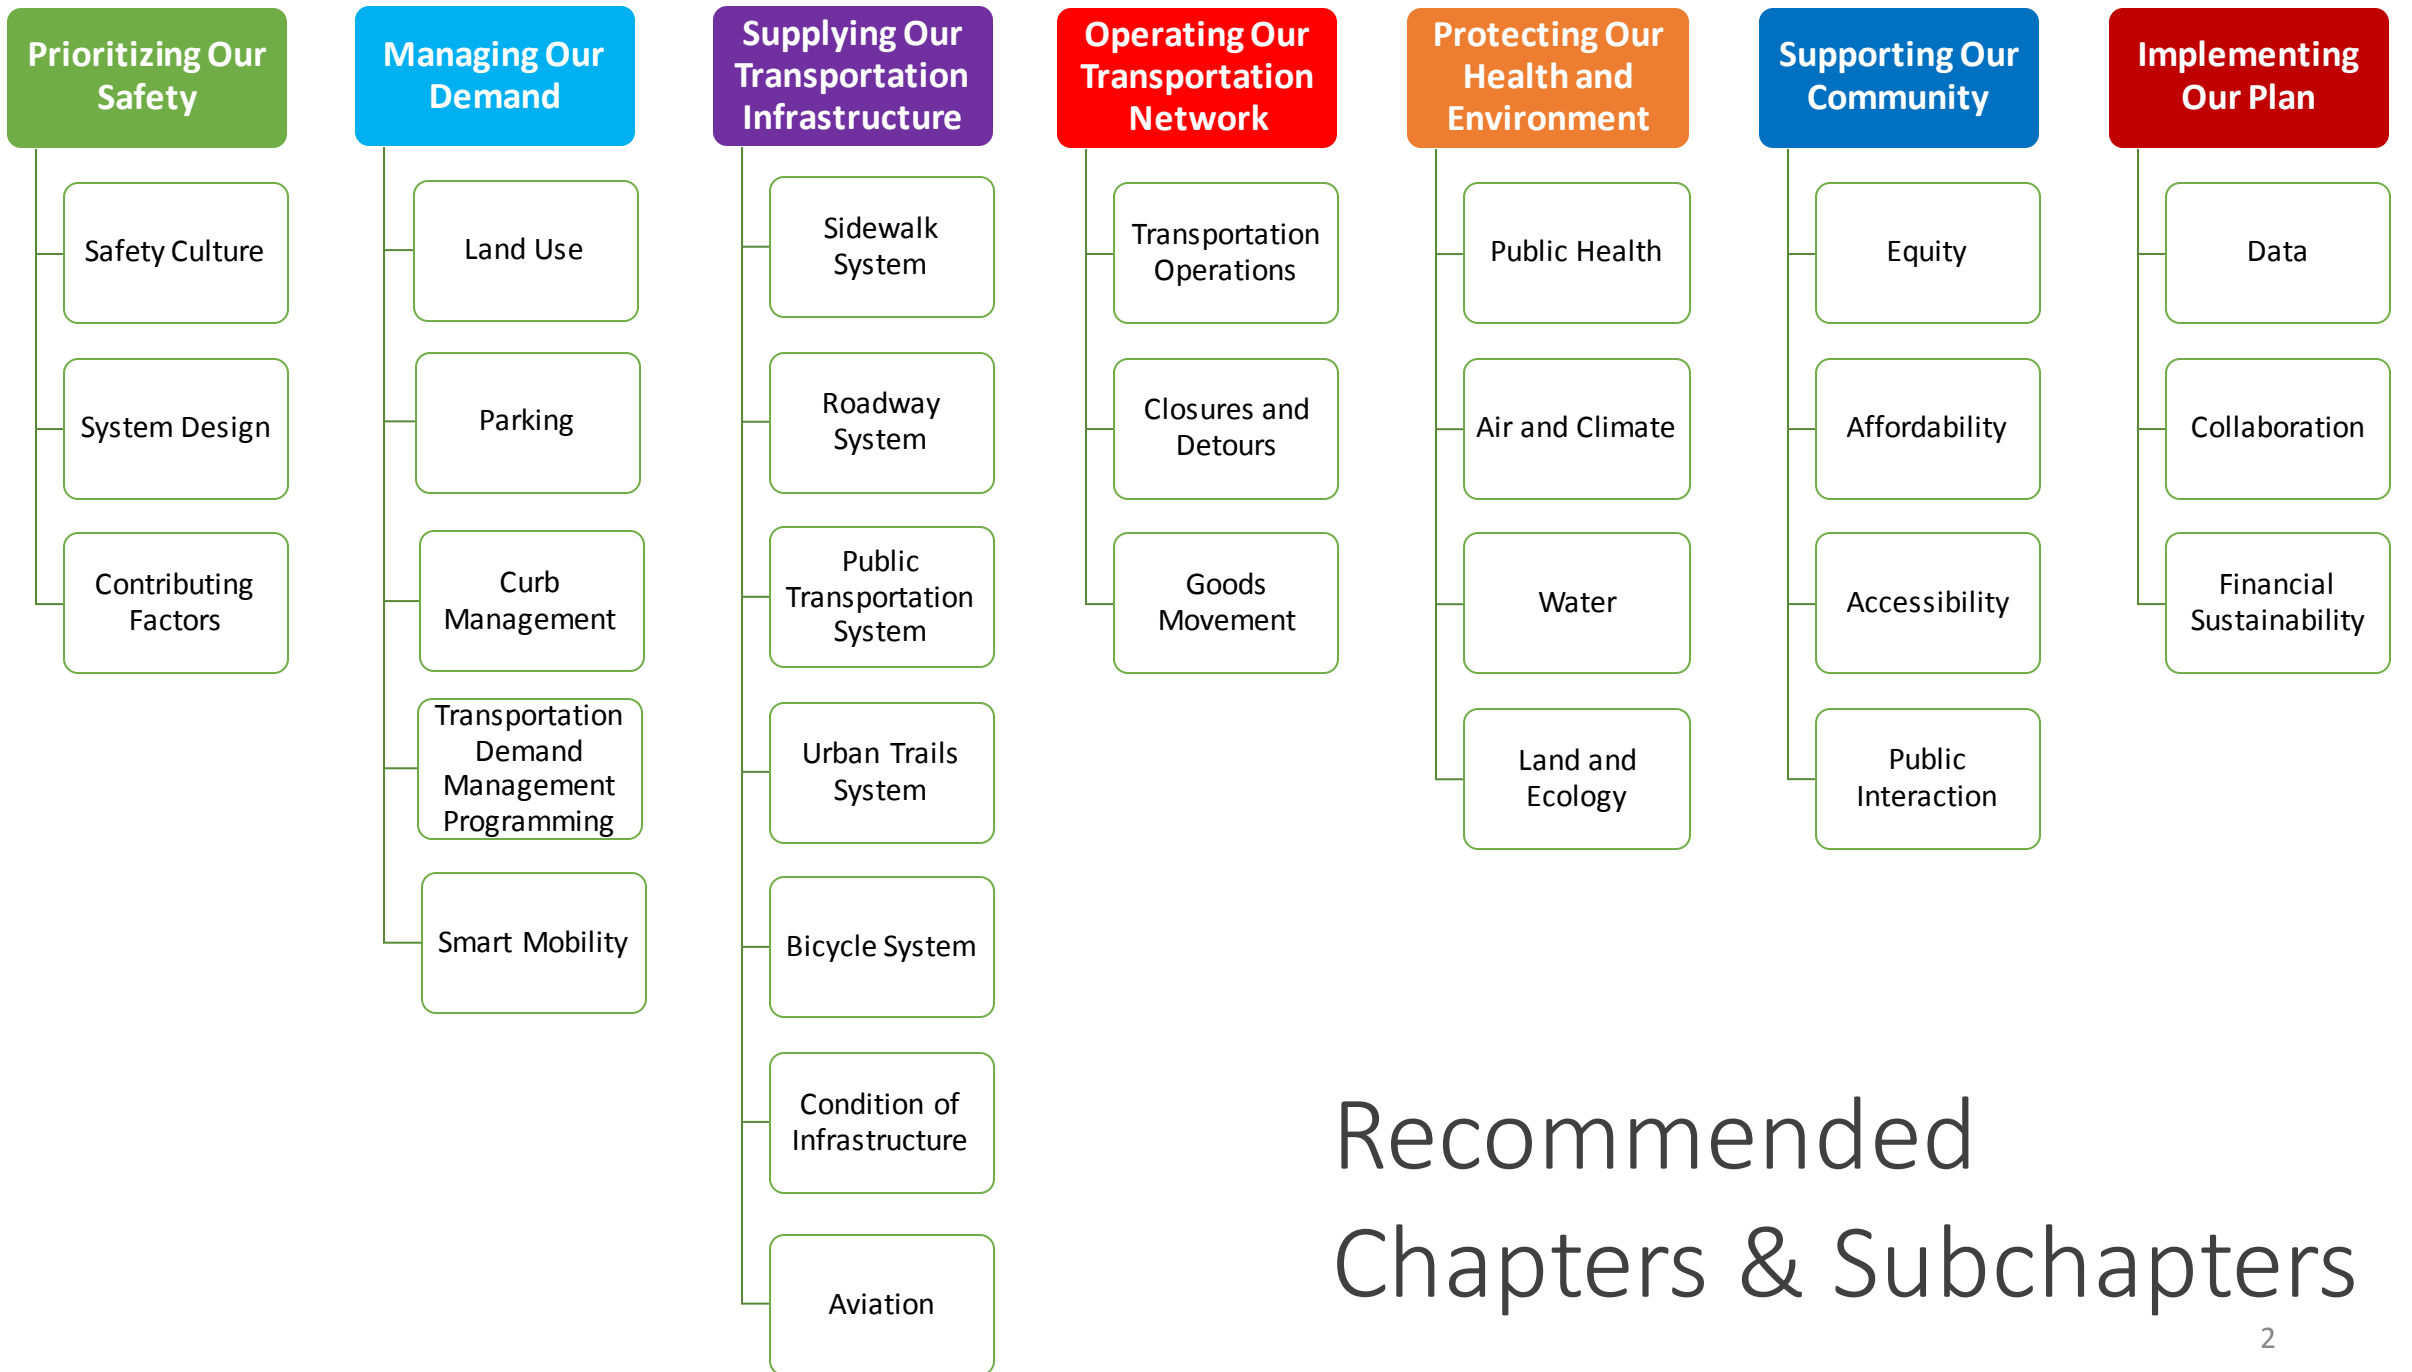 Prioritizing Our
Safety
Safety Culture
System Design
Contributing
Factors
Managing Our
Demand
Land Use
Parking
Curb
Management
Transportation
Demand
Management
Programming
Smart Mobility
Supplying Our
Transportation
Infrastructure
Sidewalk
System
Roadway
System
Public
Transportation
System
Urban Trails
System
Bicycle System
Condition of
Infrastructure
Aviation
Operating Our
Transportation
Network
Transportation
Operations
Closures and
Detours
Goods
Movement
Protecting Our
Health and
Environment
Public Health
Air and Climate
Water
Land and
Ecology
Supporting Our
Community
Equity
Affordability
Accessibility
Public
Interaction
Implementing
Our Plan
Data
Collaboration
Financial
Sustainability
Recommended
Chapters & Subchapters
2